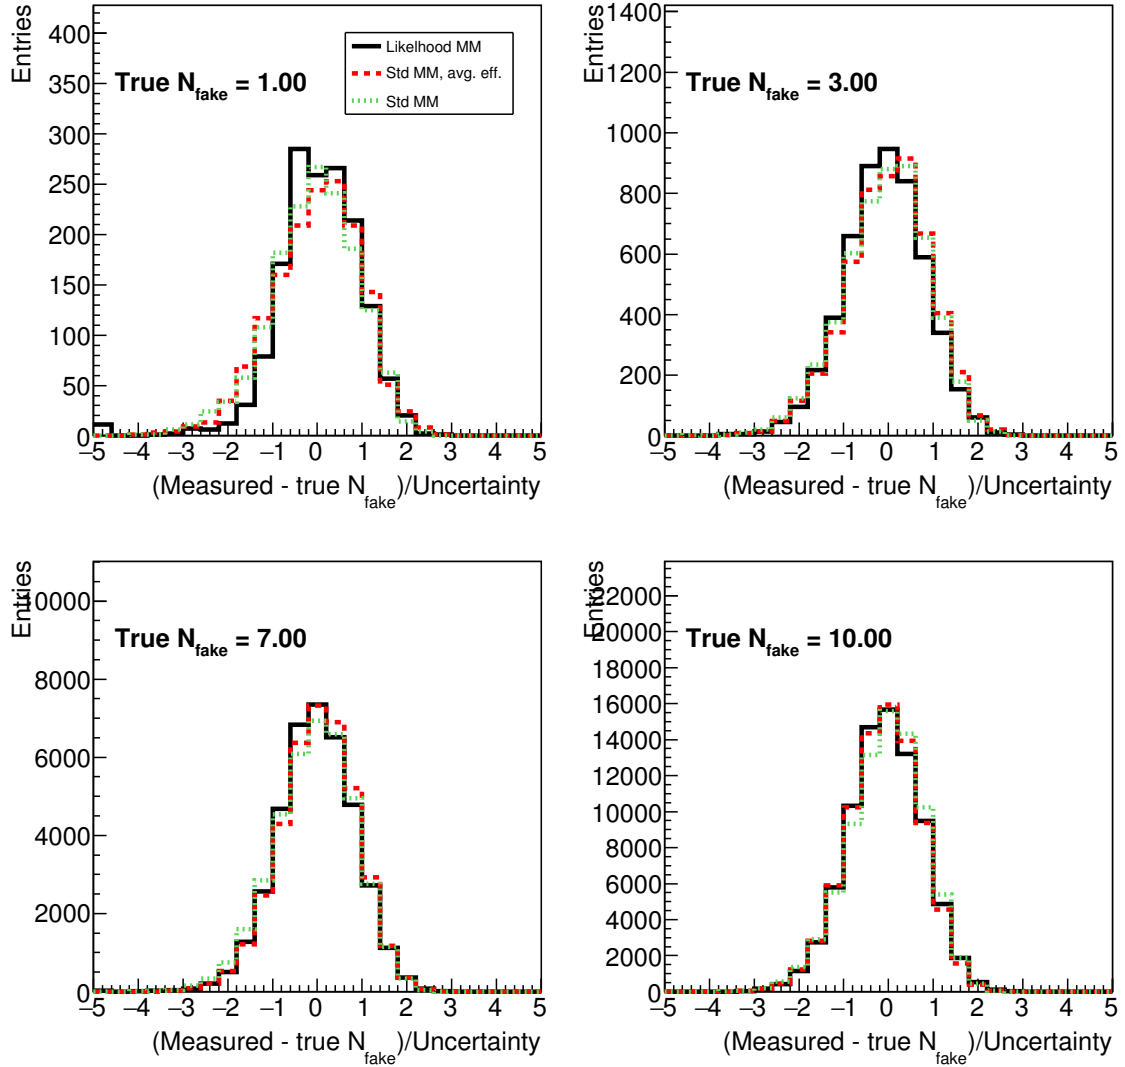 Entries
400
350
300
250
200
150
100
50
0
True N_fake = 1.00
Likelhood MM
Std MM, avg. eff.
Std MM
−5 −4 −3 −2 −1 0 1 2 3 4 5
(Measured - true N_fake)/Uncertainty
Entries
1400
1200
1000
800
600
400
200
0
True N_fake = 3.00
−5 −4 −3 −2 −1 0 1 2 3 4 5
(Measured - true N_fake)/Uncertainty
Entries
10000
8000
6000
4000
2000
0
True N_fake = 7.00
−5 −4 −3 −2 −1 0 1 2 3 4 5
(Measured - true N_fake)/Uncertainty
Entries
22000
20000
18000
16000
14000
12000
10000
8000
6000
4000
2000
0
True N_fake = 10.00
−5 −4 −3 −2 −1 0 1 2 3 4 5
(Measured - true N_fake)/Uncertainty